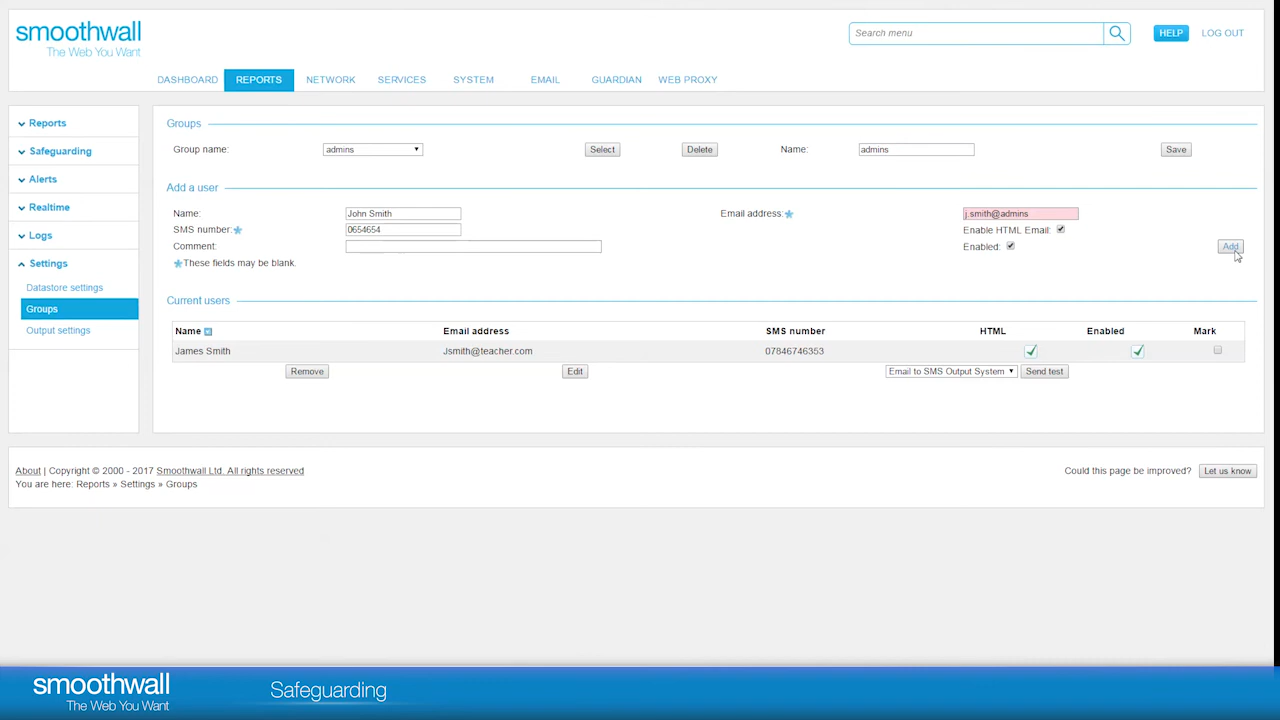 smoothwall
The Web You Want
Search menu
HELP
LOG OUT
DASHBOARD REPORTS NETWORK SERVICES SYSTEM EMAIL GUARDIAN WEB PROXY
Reports
Safeguarding
Alerts
Realtime
Logs
Settings
Datastore settings
Groups
Output settings
Groups
Group name: admins Select Delete Name: admins Save
Add a user
Name: John Smith Email address: j.smith@admins
SMS number: 0654654 Enable HTML Email:
Comment: Enabled: Add
These fields may be blank.
Current users
Name Email address SMS number HTML Enabled Mark
James Smith Jsmith@teacher.com 07846746353
Remove Edit Email to SMS Output System Send test
About | Copyright © 2000 - 2017 Smoothwall Ltd. All rights reserved
Could this page be improved? Let us know
You are here: Reports » Settings » Groups
smoothwall
The Web You Want
Safeguarding